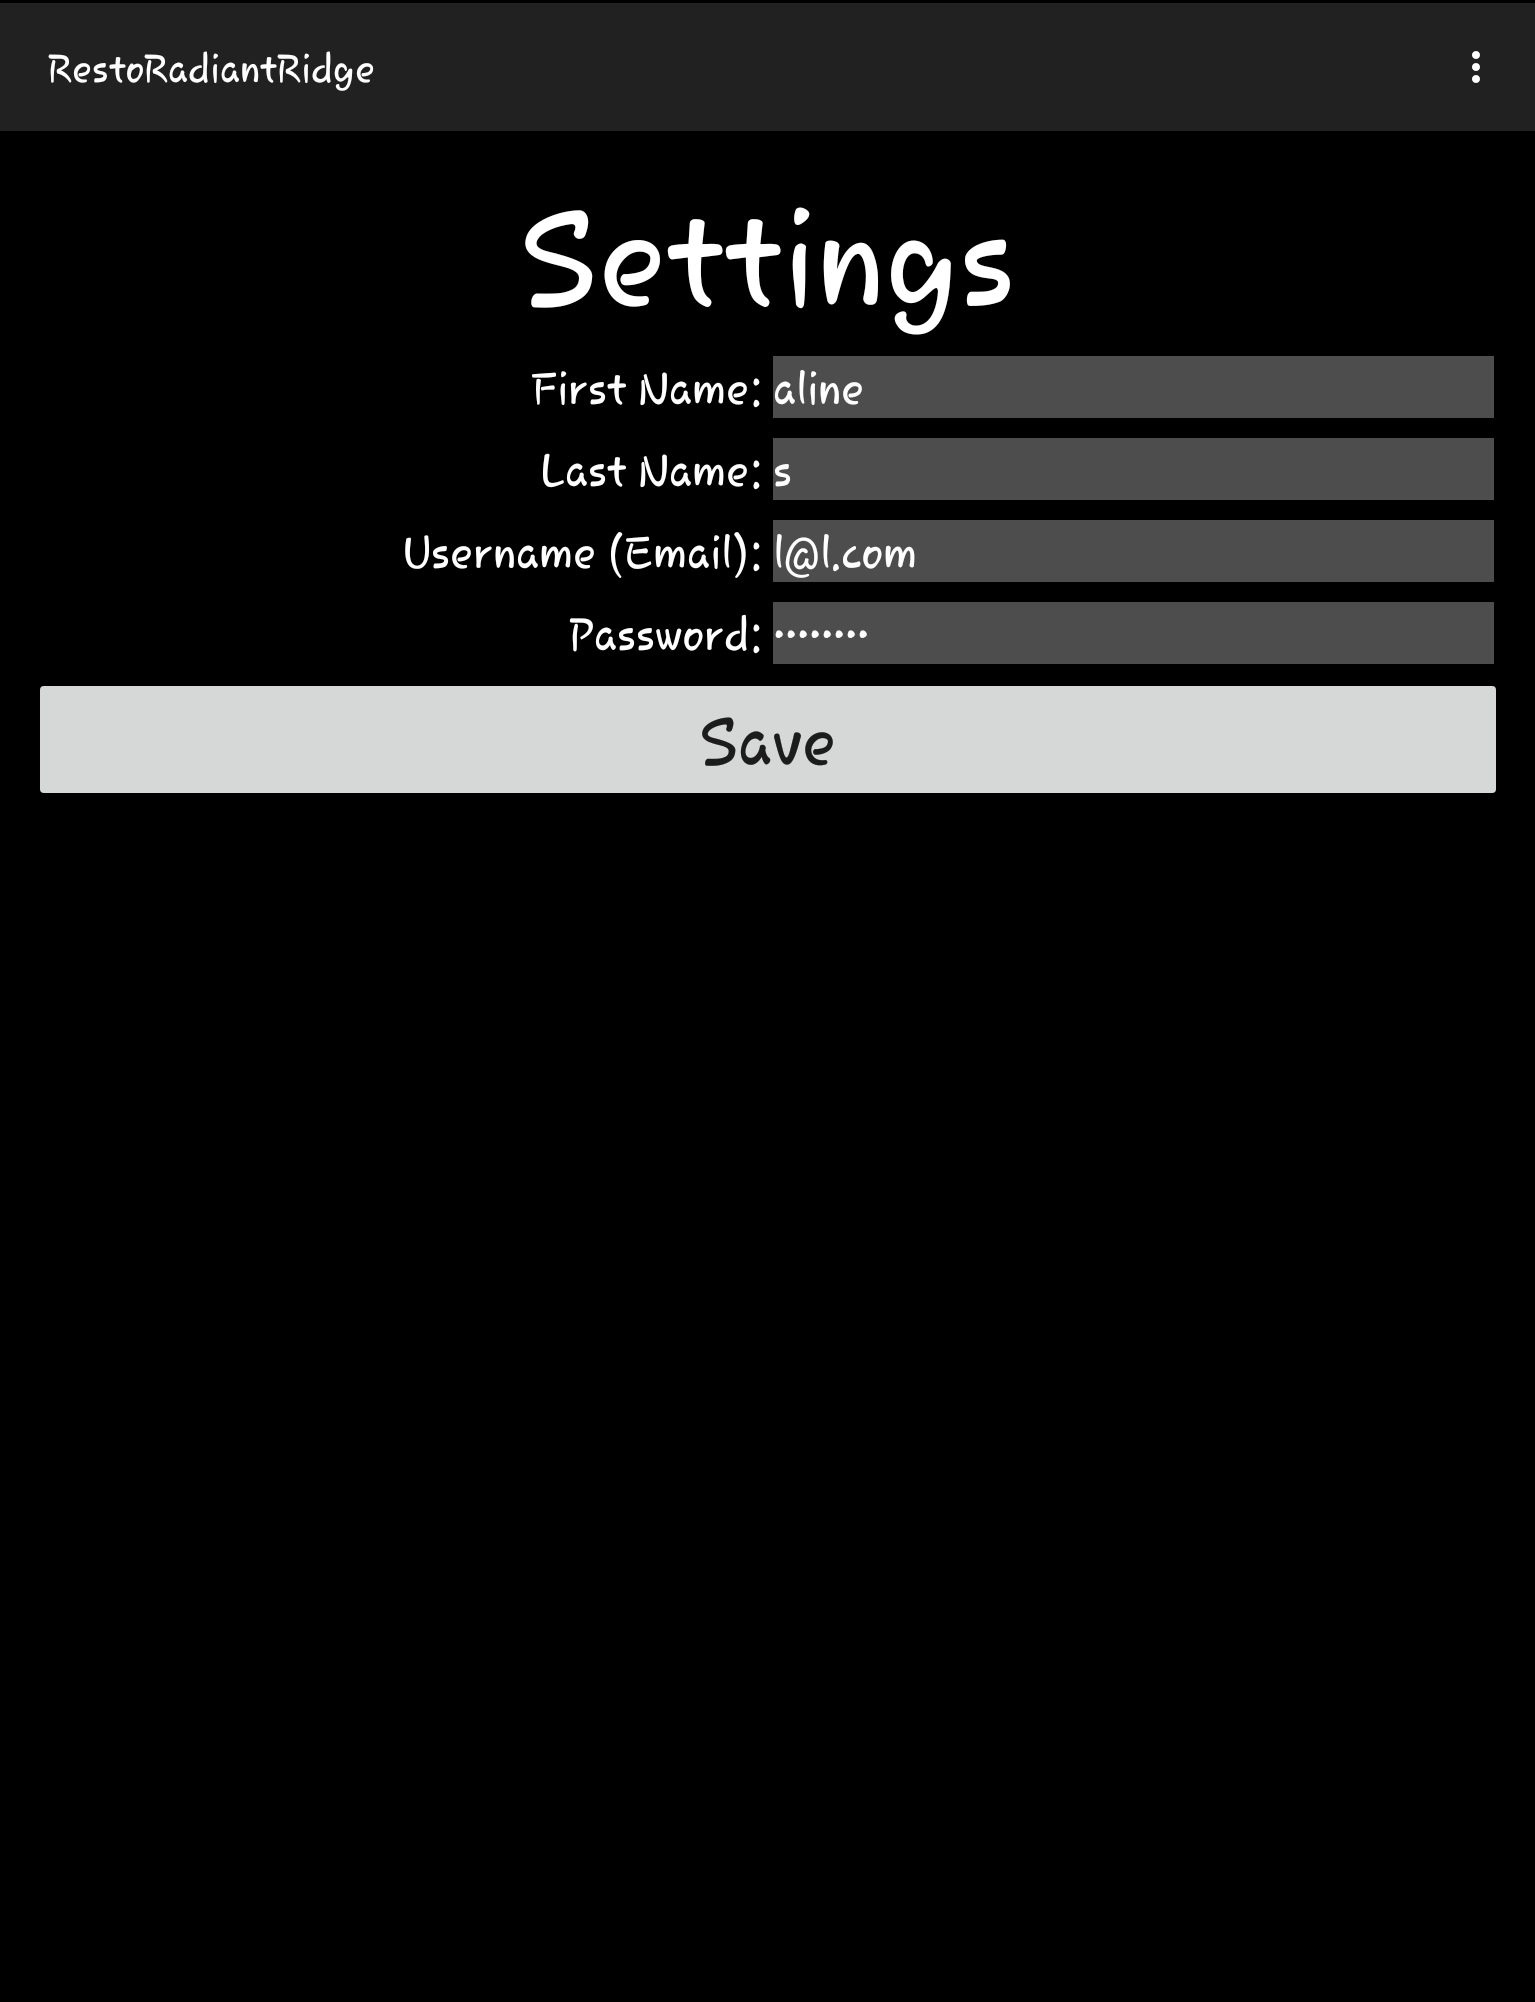 RestoRadiantRidge
Settings
First Name: aline
Last Name: s
Username (Email): l@l.com
Password: ••••••••
Save